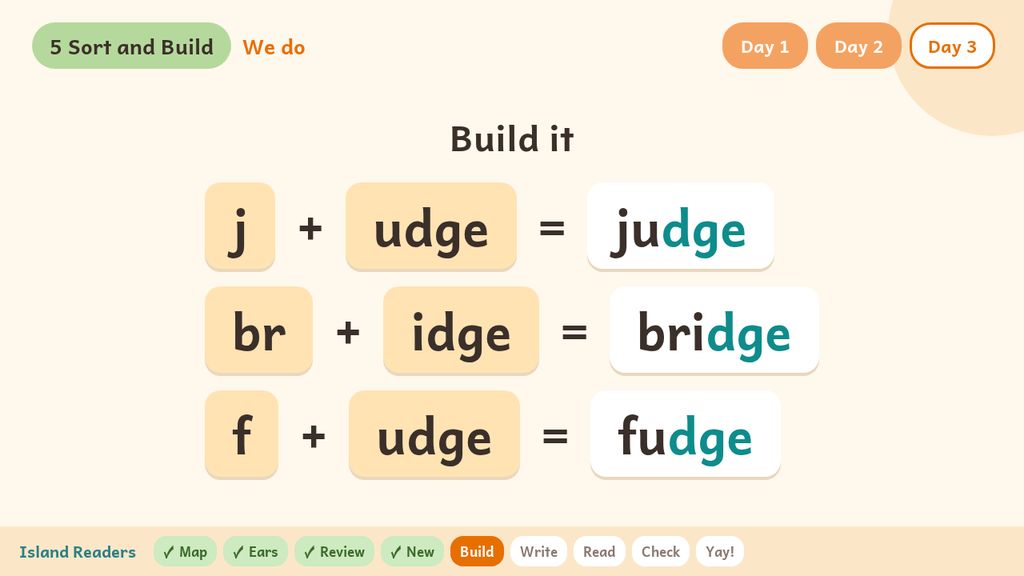 5 Sort and Build We do Day 1 Day 2 Day 3
Build it
j + udge = judge
br + idge = bridge
f + udge = fudge
Island Readers ✓ Map ✓ Ears ✓ Review ✓ New Build Write Read Check Yay!